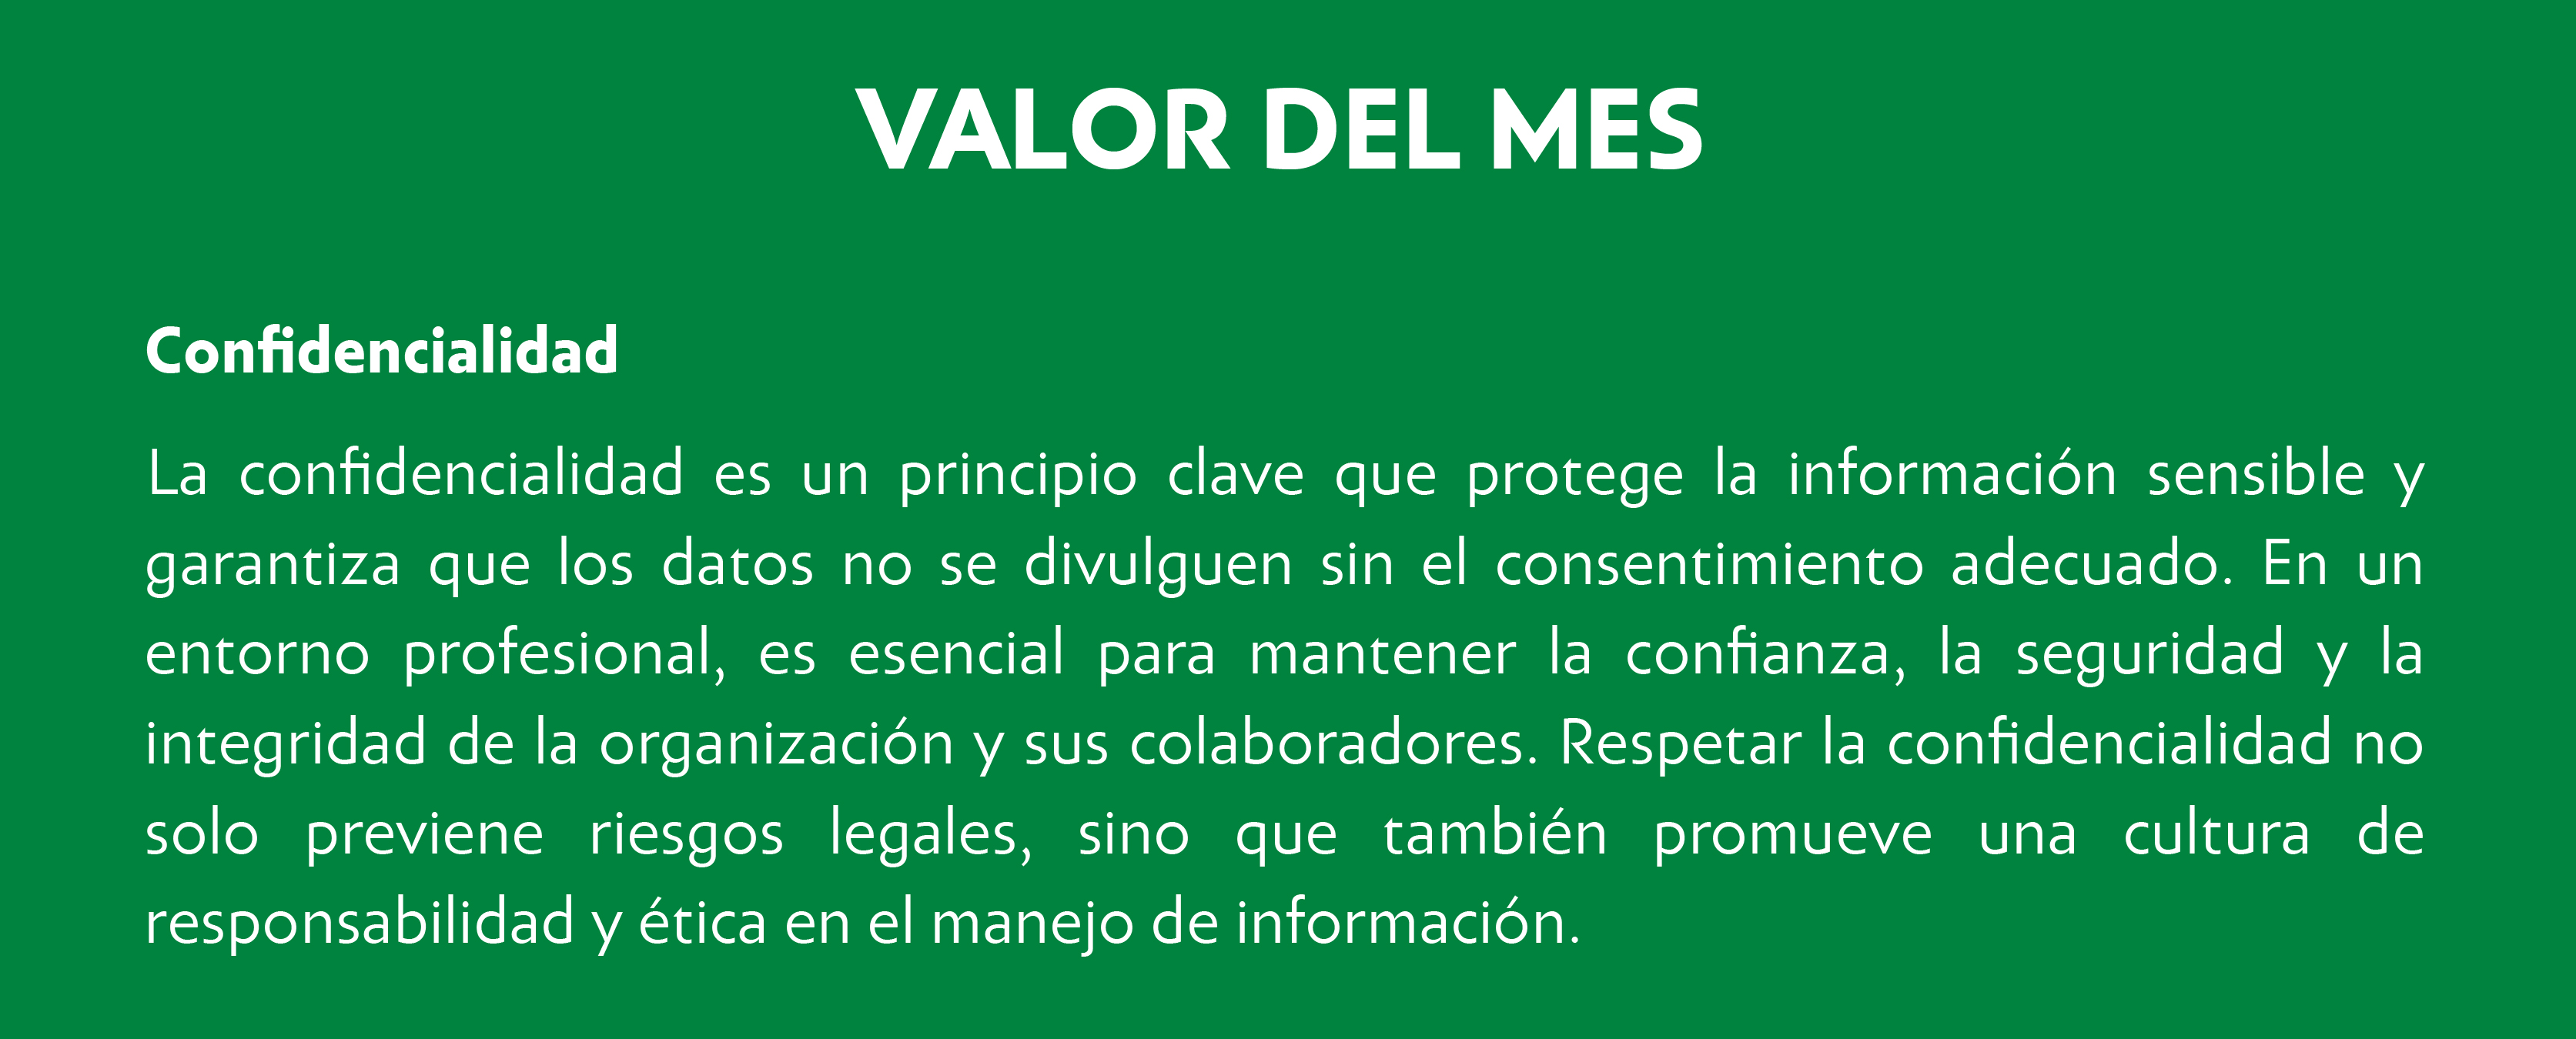 VALOR DEL MES
Confidencialidad
La confidencialidad es un principio clave que protege la información sensible y
garantiza que los datos no se divulguen sin el consentimiento adecuado. En un
entorno profesional, es esencial para mantener la confianza, la seguridad y la
integridad de la organización y sus colaboradores. Respetar la confidencialidad no
solo previene riesgos legales, sino que también promueve una cultura de
responsabilidad y ética en el manejo de información.